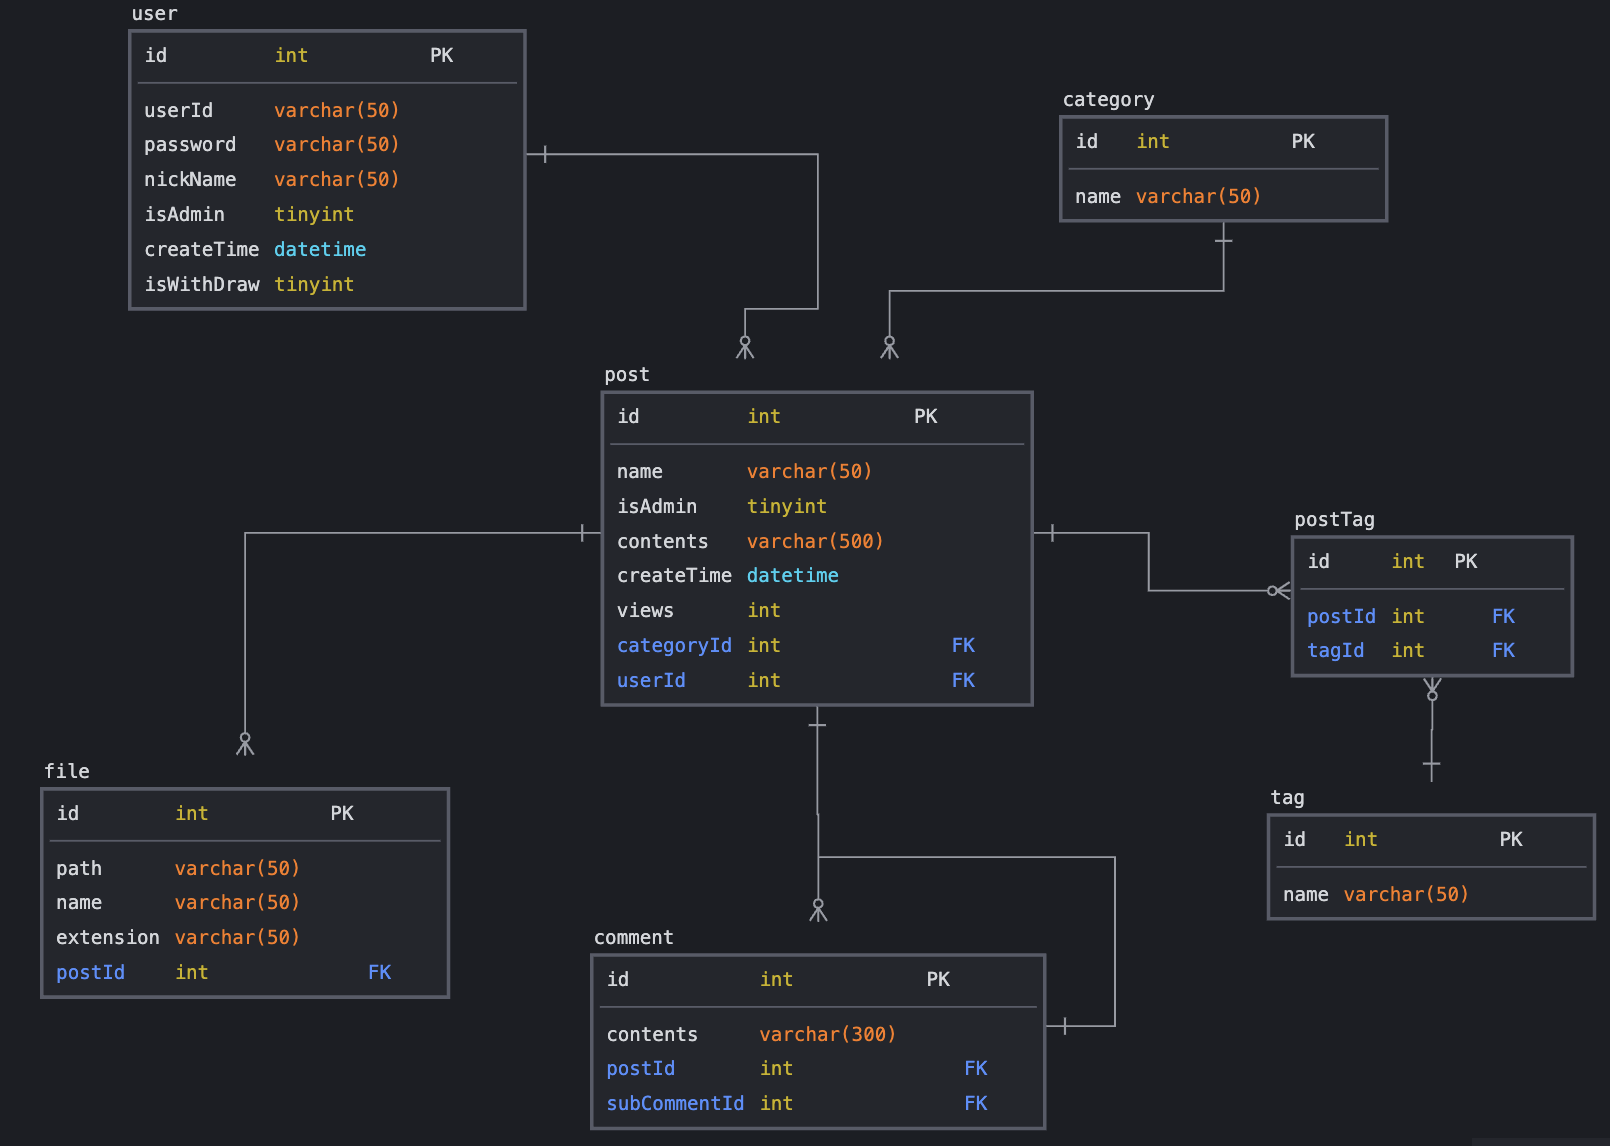 user
id int PK
userId varchar(50)
password varchar(50)
nickName varchar(50)
isAdmin tinyint
createTime datetime
isWithDraw tinyint
category
id int PK
name varchar(50)
post
id int PK
name varchar(50)
isAdmin tinyint
contents varchar(500)
createTime datetime
views int
categoryId int FK
userId int FK
postTag
id int PK
postId int FK
tagId int FK
file
id int PK
path varchar(50)
name varchar(50)
extension varchar(50)
postId int FK
tag
id int PK
name varchar(50)
comment
id int PK
contents varchar(300)
postId int FK
subCommentId int FK